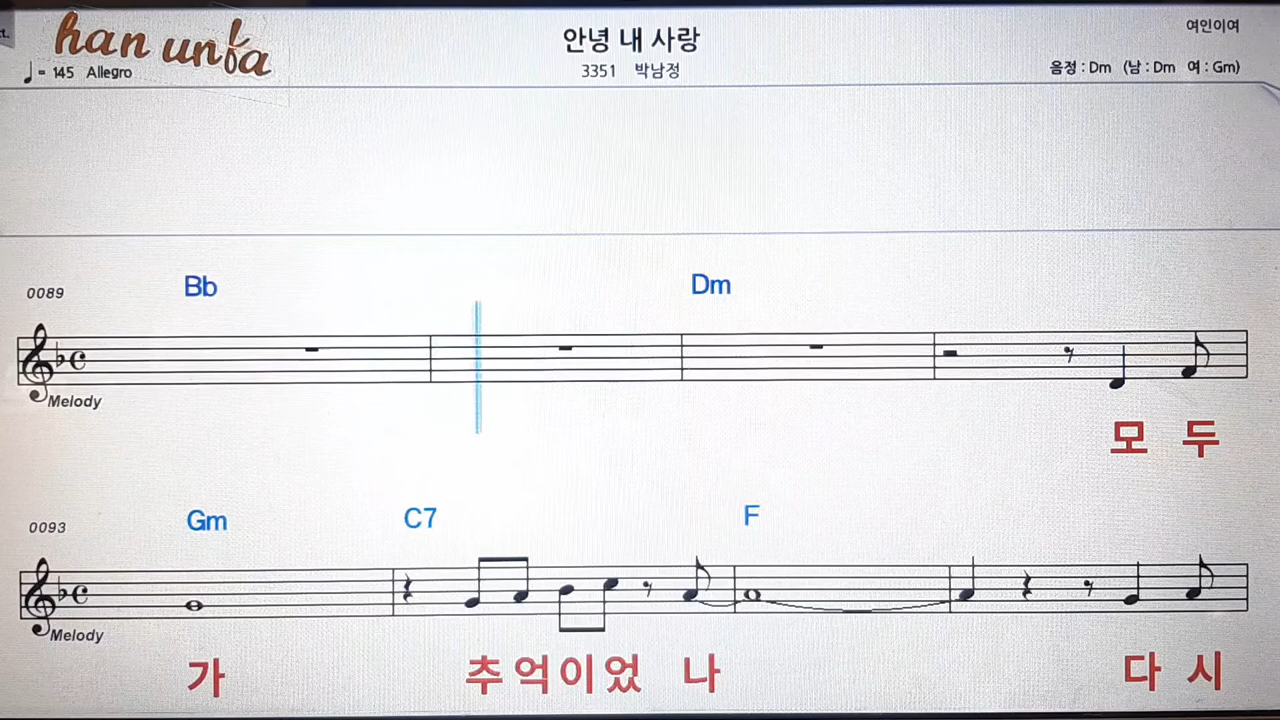 han unfa
안녕 내 사랑
여인이여
♩= 145 Allegro
3351 박남정
음정 : Dm (남 : Dm 여 : Gm)
0089 Bb Dm
Melody
모 두
0093 Gm C7 F
Melody
가 추 억 이 었 나 다 시